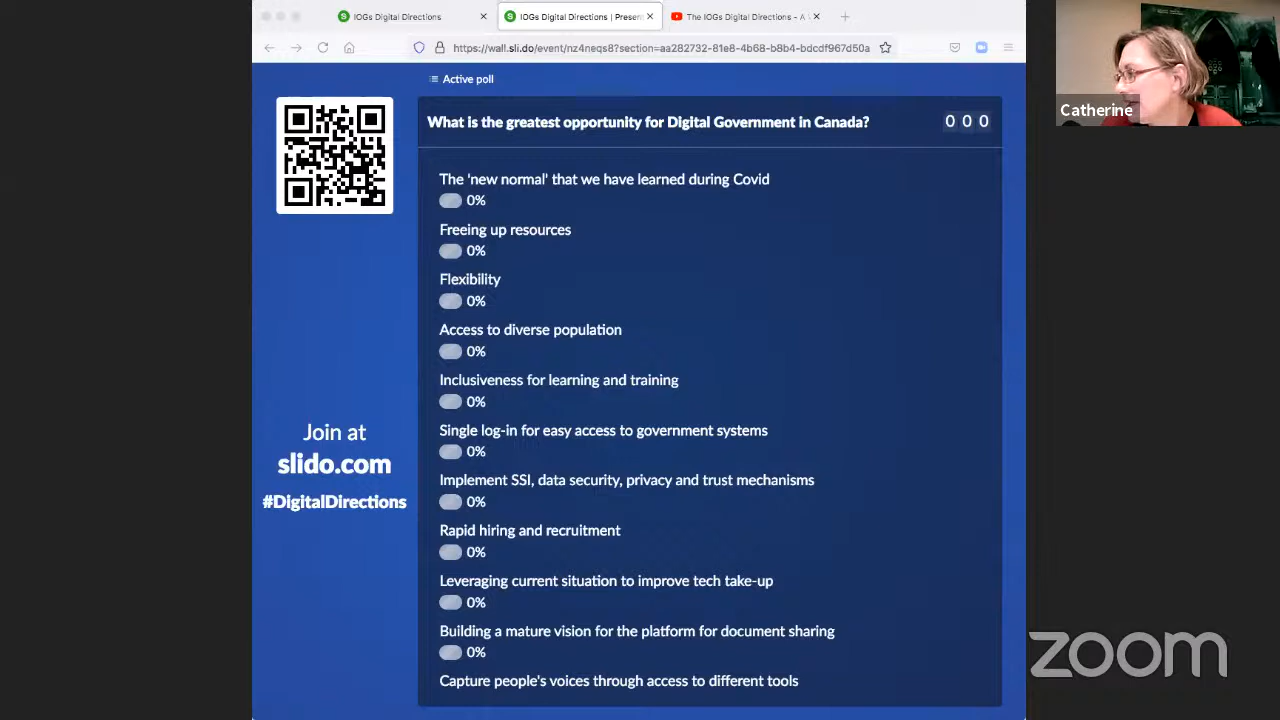 IOGs Digital Directions
IOGs Digital Directions | Presen
The IOGs Digital Directions - A
https://wall.sli.do/event/nz4neqs8?section=aa282732-81e8-4b68-b8b4-bdcdf967d50a
Active poll
What is the greatest opportunity for Digital Government in Canada?
0 0 0
The 'new normal' that we have learned during Covid
0%
Freeing up resources
0%
Flexibility
0%
Access to diverse population
0%
Inclusiveness for learning and training
0%
Single log-in for easy access to government systems
0%
Implement SSI, data security, privacy and trust mechanisms
0%
Rapid hiring and recruitment
0%
Leveraging current situation to improve tech take-up
0%
Building a mature vision for the platform for document sharing
0%
Capture people's voices through access to different tools
Join at
slido.com
#DigitalDirections
Catherine
zoom